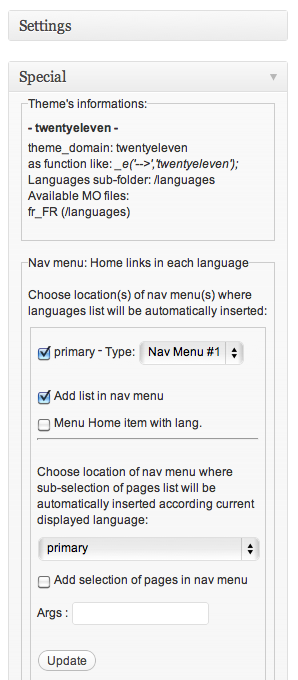 Settings
Special
Theme's informations:
- twentyeleven -
theme_domain: twentyeleven
as function like: _e('-->','twentyeleven');
Languages sub-folder: /languages
Available MO files:
fr_FR (/languages)
Nav menu: Home links in each language
Choose location(s) of nav menu(s) where
languages list will be automatically inserted:
primary - Type: Nav Menu #1
Add list in nav menu
Menu Home item with lang.
Choose location of nav menu where
sub-selection of pages list will be
automatically inserted according current
displayed language:
primary
Add selection of pages in nav menu
Args :
Update